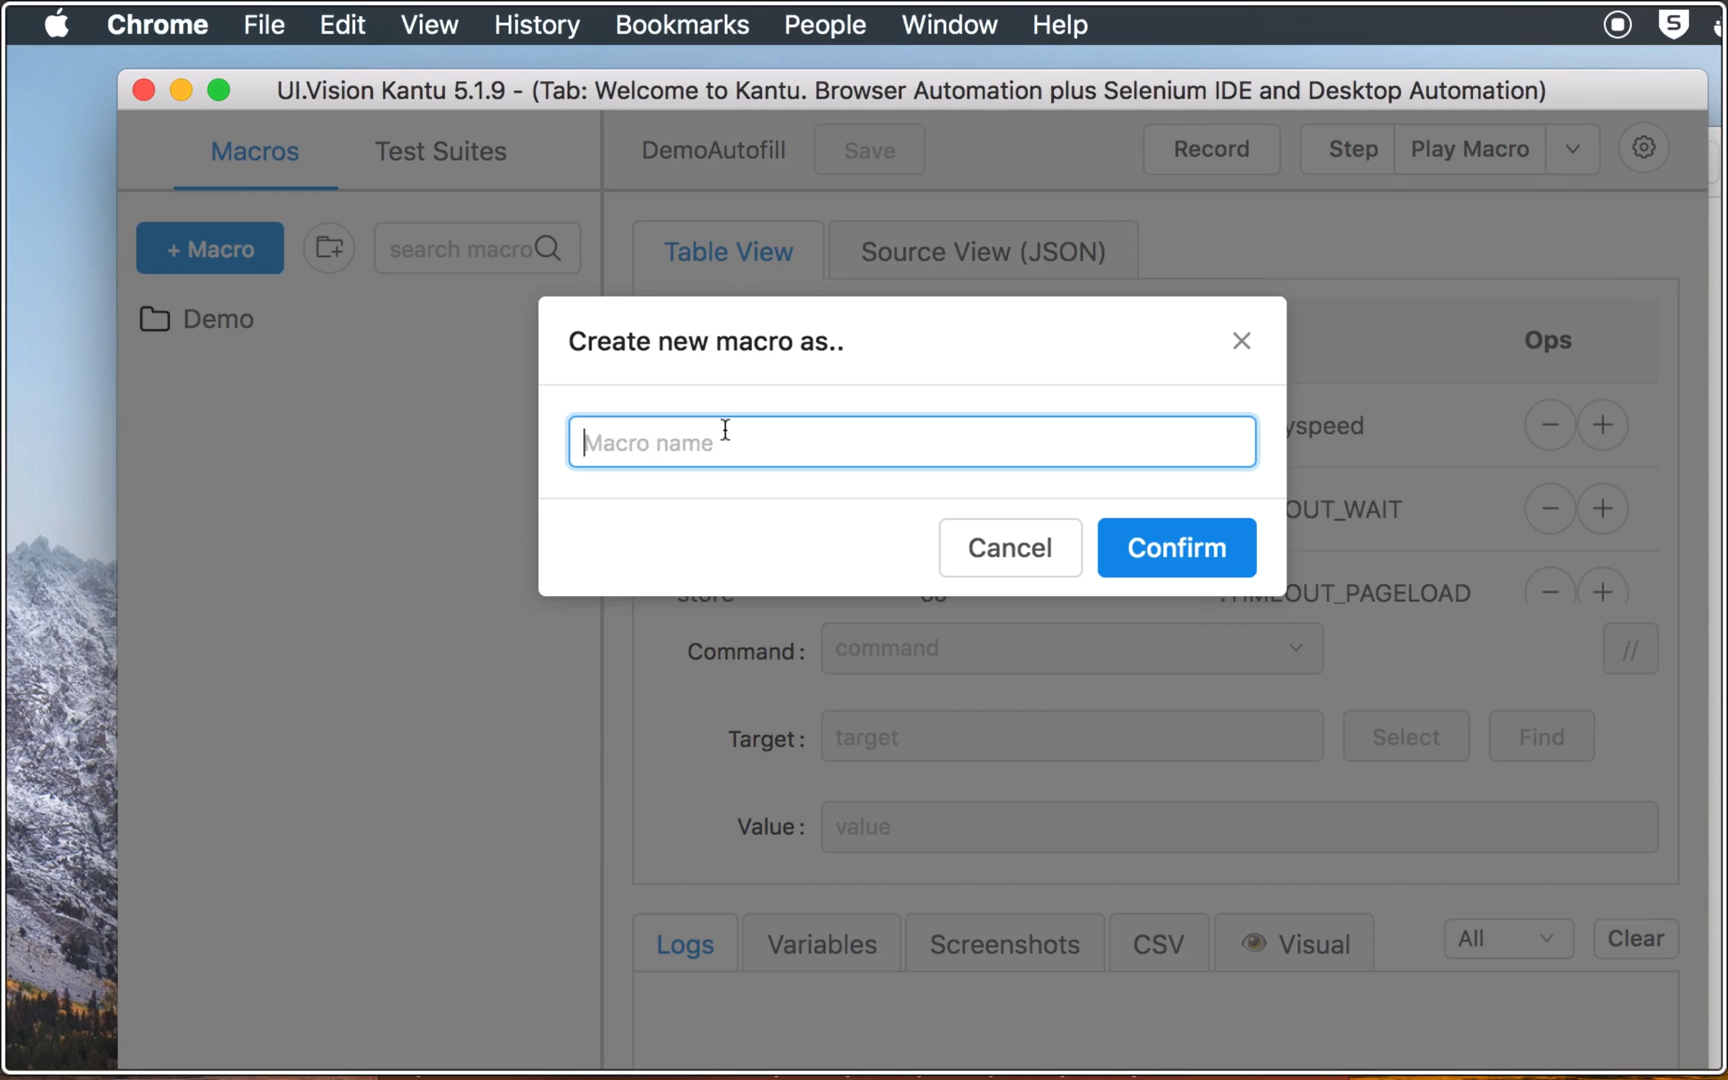 Chrome File Edit View History Bookmarks People Window Help S
UI.Vision Kantu 5.1.9 - (Tab: Welcome to Kantu. Browser Automation plus Selenium IDE and Desktop Automation)
Macros Test Suites DemoAutofill Save Record Step Play Macro
+ Macro search macro Table View Source View (JSON)
Demo
Create new macro as.. Ops
Macro name yspeed
OUT_WAIT
Cancel Confirm
OUT_PAGELOAD
Command: command //
Target: target Select Find
Value: value
Logs Variables Screenshots CSV Visual All Clear